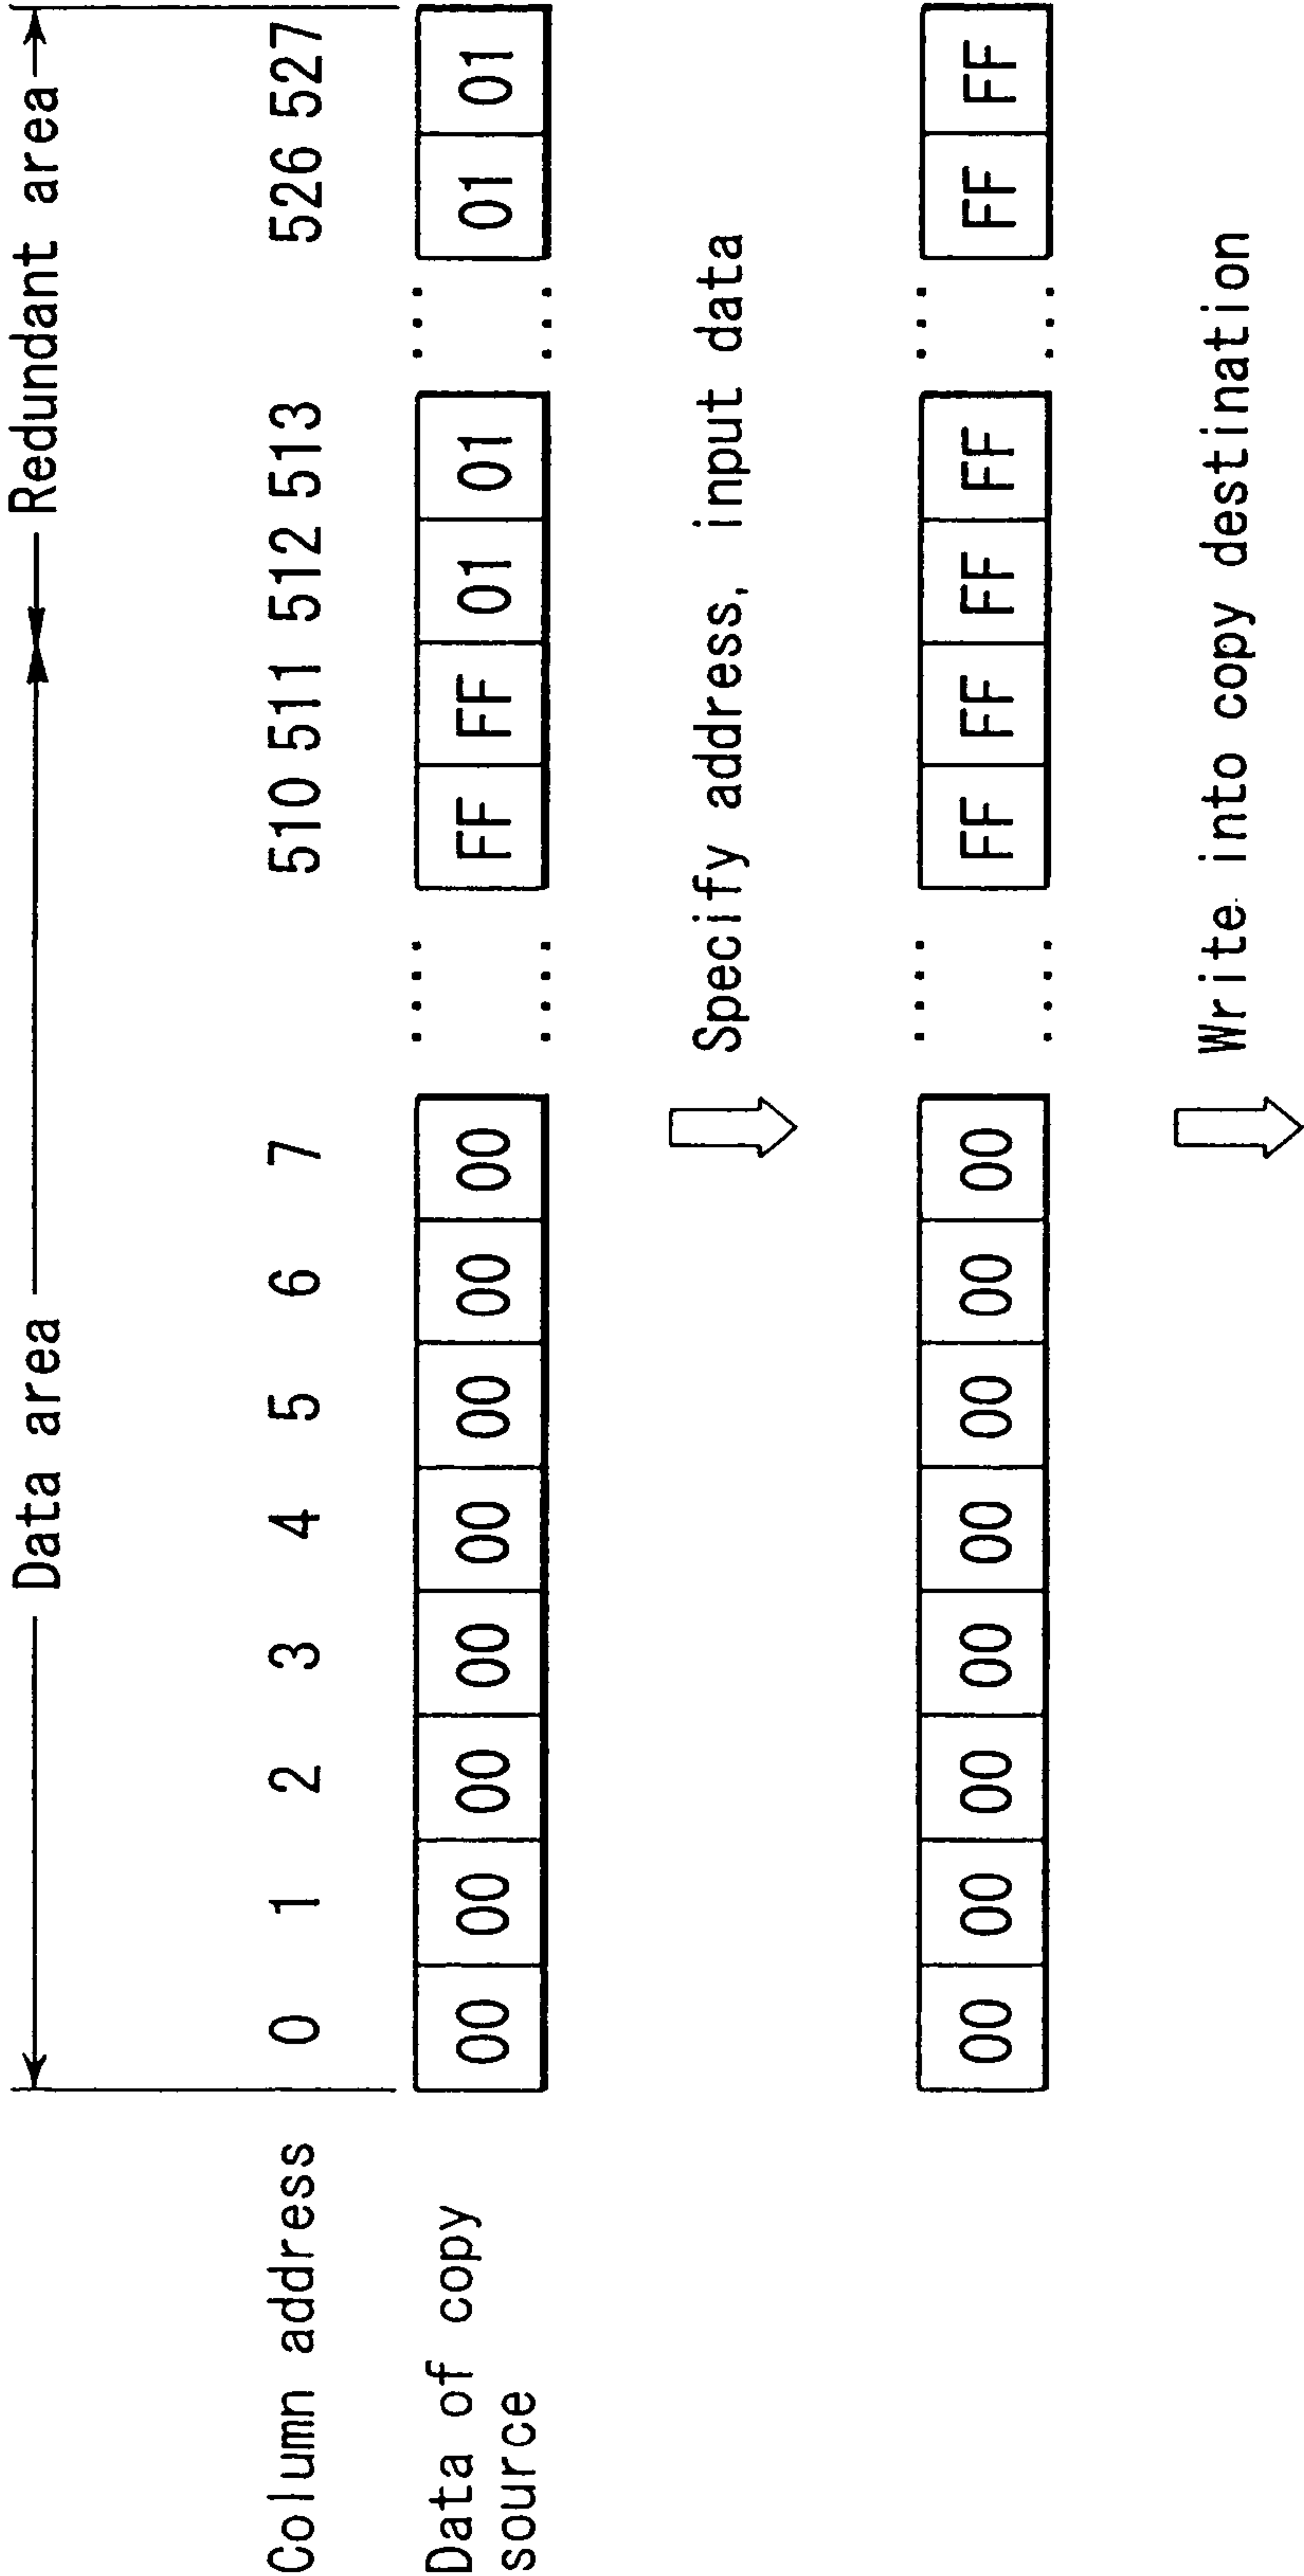 Data area Redundant area
Column address 0 1 2 3 4 5 6 7 510 511 512 513 526 527
Data of copy 00 00 00 00 00 00 00 00 FF FF 01 01 01 01
source
Specify address, input data
00 00 00 00 00 00 00 00 FF FF FF FF FF FF
Write into copy destination